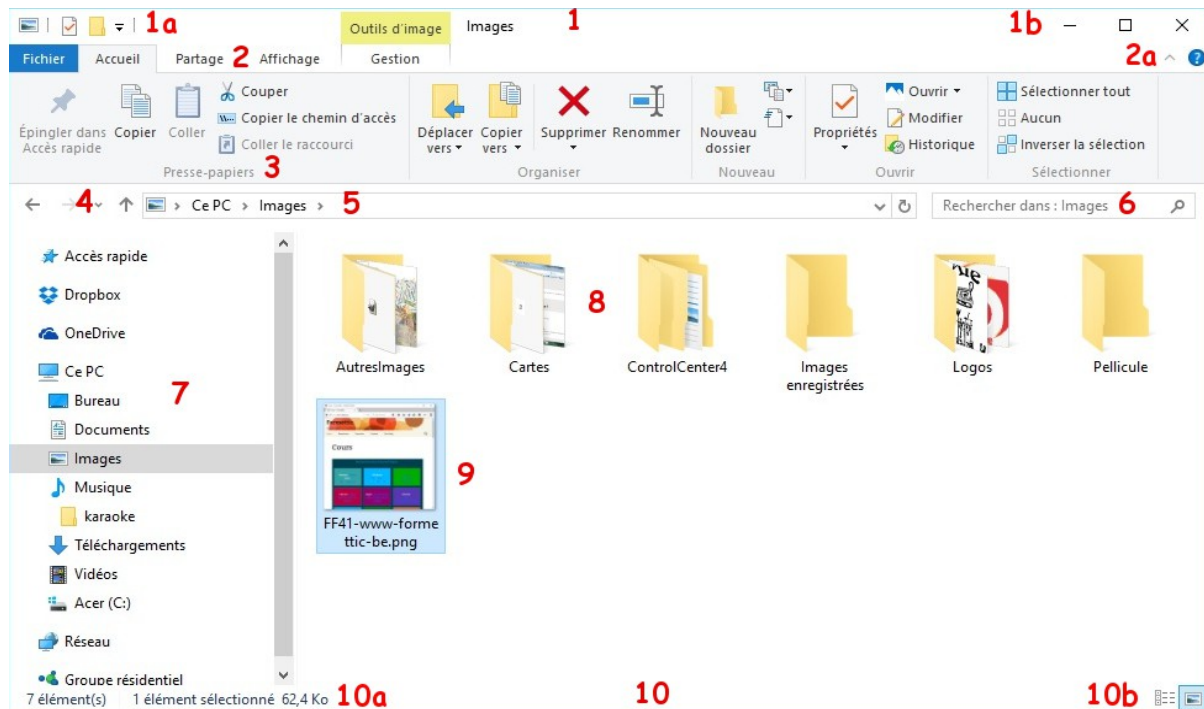 1a Outils d'image Images 1 1b
Fichier Accueil Partage 2 Affichage Gestion 2a
Épingler dans
Accès rapide
Copier
Coller
Couper
Copier le chemin d'accès
Coller le raccourci
Presse-papiers 3
Déplacer
vers
Copier
vers
Supprimer
Renommer
Organiser
Nouveau
dossier
Nouveau
Propriétés
Ouvrir
Modifier
Historique
Ouvrir
Sélectionner tout
Aucun
Inverser la sélection
Sélectionner
4 Ce PC Images 5 Rechercher dans : Images 6
Accès rapide
Dropbox
OneDrive
Ce PC
Bureau
7
Documents
Images
Musique
karaoke
Téléchargements
Vidéos
Acer (C:)
Réseau
Groupe résidentiel
8
AutresImages
Cartes
ControlCenter4
Images
enregistrées
Logos
Pellicule
Cours
9
FF41-www-forme
ttic-be.png
7 élément(s) 1 élément sélectionné 62,4 Ko 10a 10 10b